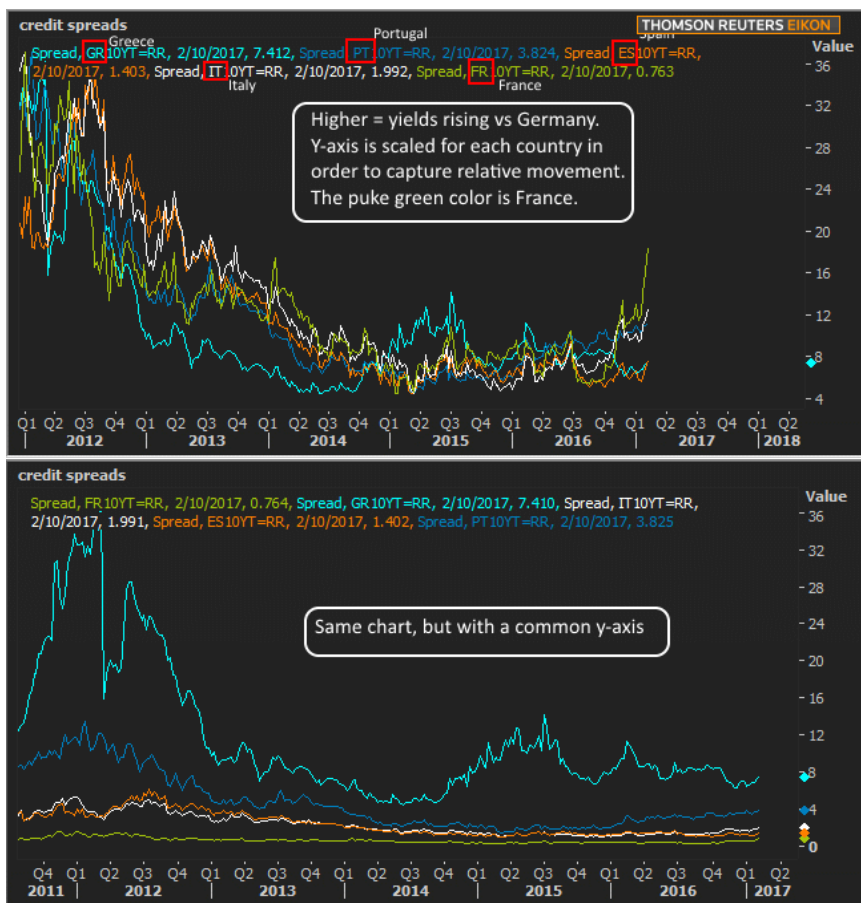 credit spreads
THOMSON REUTERS EIKON
Greece
Portugal
Spain
Value
Spread, GR10YT=RR, 2/10/2017, 7.412, Spread, PT10YT=RR, 2/10/2017, 3.824, Spread, ES10YT=RR,
2/10/2017, 1.403, Spread, IT10YT=RR, 2/10/2017, 1.992, Spread, FR10YT=RR, 2/10/2017, 0.763
Italy
France
Higher = yields rising vs Germany.
Y-axis is scaled for each country in
order to capture relative movement.
The puke green color is France.
36
32
28
24
20
16
12
8
4
Q1 Q2 Q3 Q4 Q1 Q2 Q3 Q4 Q1 Q2 Q3 Q4 Q1 Q2 Q3 Q4 Q1 Q2 Q3 Q4 Q1 Q2 Q3 Q4 Q1 Q2
2012 2013 2014 2015 2016 2017 2018
credit spreads
Value
Spread, FR10YT=RR, 2/10/2017, 0.764, Spread, GR10YT=RR, 2/10/2017, 7.410, Spread, IT10YT=RR,
2/10/2017, 1.991, Spread, ES10YT=RR, 2/10/2017, 1.402, Spread, PT10YT=RR, 2/10/2017, 3.825
Same chart, but with a common y-axis
36
32
28
24
20
16
12
8
4
0
Q4 Q1 Q2 Q3 Q4 Q1 Q2 Q3 Q4 Q1 Q2 Q3 Q4 Q1 Q2 Q3 Q4 Q1 Q2 Q3 Q4 Q1 Q2
2011 2012 2013 2014 2015 2016 2017